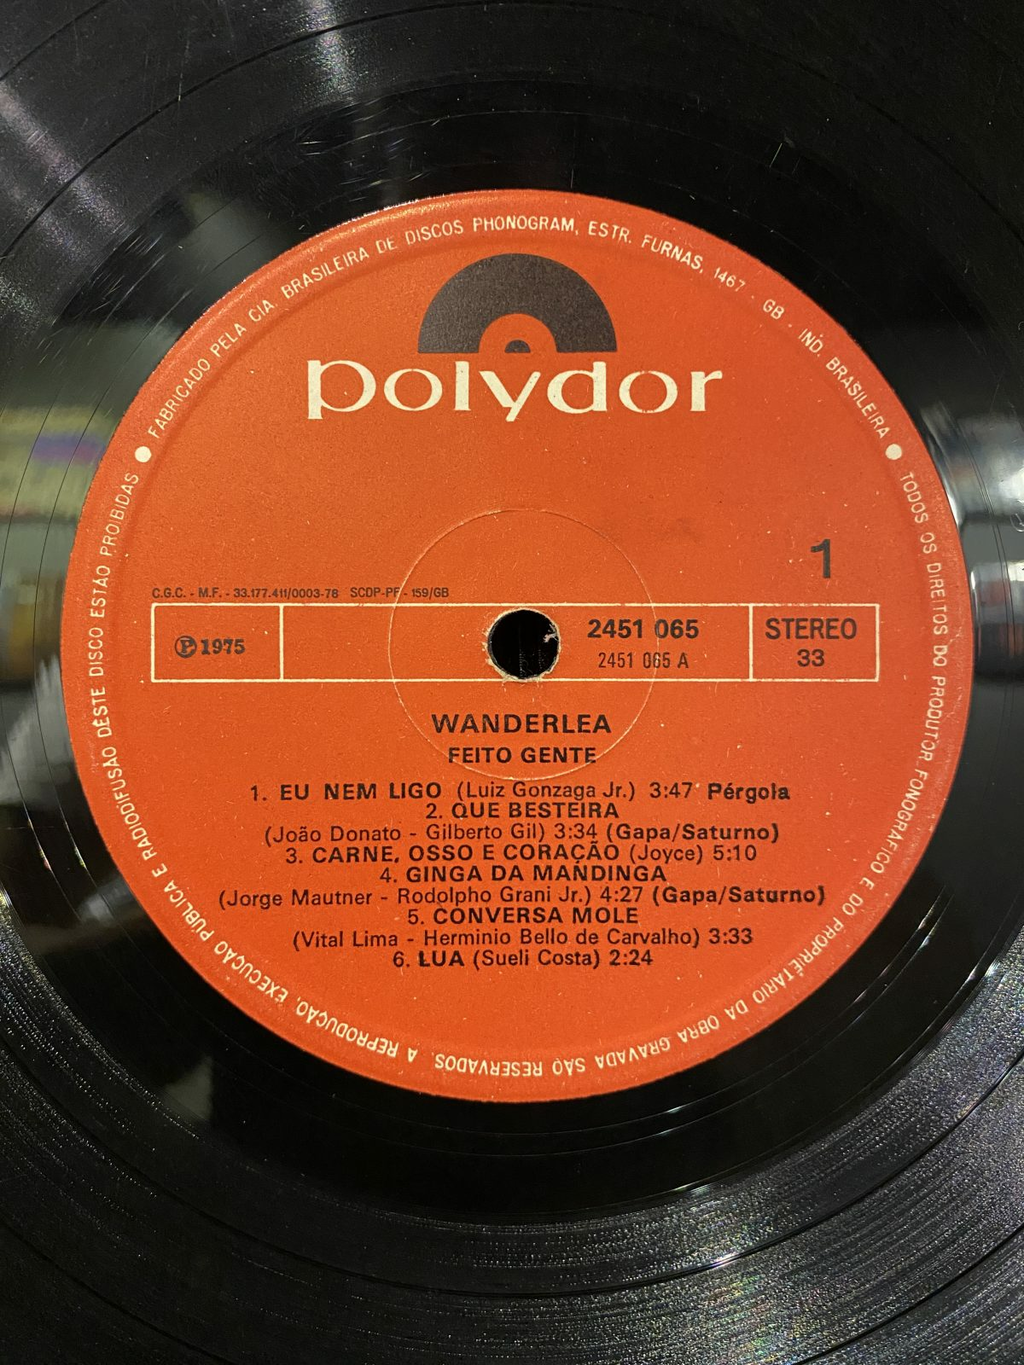 FABRICADO PELA CIA. BRASILEIRA DE DISCOS PHONOGRAM, ESTR. FURNAS, 1467 - GB - IND. BRASILEIRA
TODOS OS DIREITOS DO PRODUTOR FONOGRAFICO E DO PROPRIETARIO DA OBRA GRAVADA SÃO RESERVADOS. A REPRODUÇÃO, EXECUÇÃO PUBLICA E RADIODIFUSÃO DESTE DISCO ESTÃO PROIBIDAS
polydor
1
C.G.C. - M.F. - 33.177.411/0003-78 SCDP-PF - 159/GB
℗ 1975
2451 065
2451 065 A
STEREO
33
WANDERLEA
FEITO GENTE
1. EU NEM LIGO (Luiz Gonzaga Jr.) 3:47 Pérgola
2. QUE BESTEIRA
(João Donato - Gilberto Gil) 3:34 (Gapa/Saturno)
3. CARNE, OSSO E CORAÇÃO (Joyce) 5:10
4. GINGA DA MANDINGA
(Jorge Mautner - Rodolpho Grani Jr.) 4:27 (Gapa/Saturno)
5. CONVERSA MOLE
(Vital Lima - Herminio Bello de Carvalho) 3:33
6. LUA (Sueli Costa) 2:24